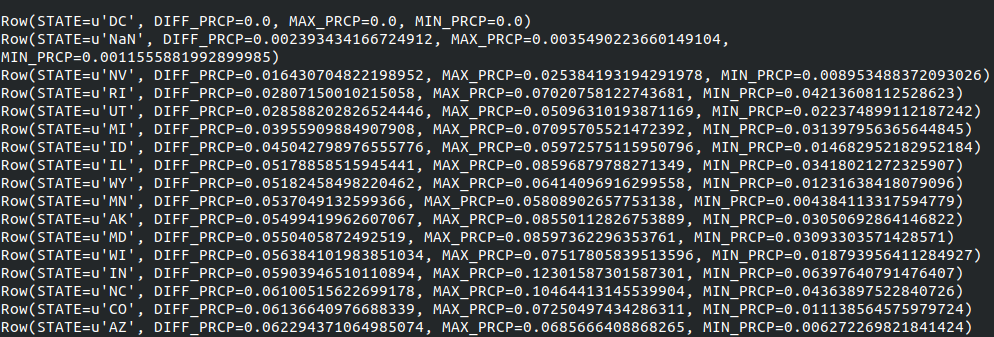 Row(STATE=u'DC', DIFF_PRCP=0.0, MAX_PRCP=0.0, MIN_PRCP=0.0)
Row(STATE=u'NaN', DIFF_PRCP=0.002393434166724912, MAX_PRCP=0.0035490223660149104,
MIN_PRCP=0.0011555881992899985)
Row(STATE=u'NV', DIFF_PRCP=0.016430704822198952, MAX_PRCP=0.025384193194291978, MIN_PRCP=0.008953488372093026)
Row(STATE=u'RI', DIFF_PRCP=0.02807150010215058, MAX_PRCP=0.07020758122743681, MIN_PRCP=0.04213608112528623)
Row(STATE=u'UT', DIFF_PRCP=0.028588202826524446, MAX_PRCP=0.05096310193871169, MIN_PRCP=0.022374899112187242)
Row(STATE=u'MI', DIFF_PRCP=0.03955909884907908, MAX_PRCP=0.07095705521472392, MIN_PRCP=0.031397956365644845)
Row(STATE=u'ID', DIFF_PRCP=0.045042798976555776, MAX_PRCP=0.05972575115950796, MIN_PRCP=0.014682952182952184)
Row(STATE=u'IL', DIFF_PRCP=0.05178858515945441, MAX_PRCP=0.08596879788271349, MIN_PRCP=0.03418021272325907)
Row(STATE=u'WY', DIFF_PRCP=0.05182458498220462, MAX_PRCP=0.06414096916299558, MIN_PRCP=0.01231638418079096)
Row(STATE=u'MN', DIFF_PRCP=0.0537049132599366, MAX_PRCP=0.05808902657753138, MIN_PRCP=0.004384113317594779)
Row(STATE=u'AK', DIFF_PRCP=0.05499419962607067, MAX_PRCP=0.08550112826753889, MIN_PRCP=0.03050692864146822)
Row(STATE=u'MD', DIFF_PRCP=0.0550405872492519, MAX_PRCP=0.08597362296353761, MIN_PRCP=0.03093303571428571)
Row(STATE=u'WI', DIFF_PRCP=0.056384101983851034, MAX_PRCP=0.07517805839513596, MIN_PRCP=0.018793956411284927)
Row(STATE=u'IN', DIFF_PRCP=0.05903946510110894, MAX_PRCP=0.12301587301587301, MIN_PRCP=0.06397640791476407)
Row(STATE=u'NC', DIFF_PRCP=0.06100515622699178, MAX_PRCP=0.10464413145539904, MIN_PRCP=0.04363897522840726)
Row(STATE=u'CO', DIFF_PRCP=0.06136640976688339, MAX_PRCP=0.07250497434286311, MIN_PRCP=0.011138564575979724)
Row(STATE=u'AZ', DIFF_PRCP=0.062294371064985074, MAX_PRCP=0.0685666408868265, MIN_PRCP=0.006272269821841424)